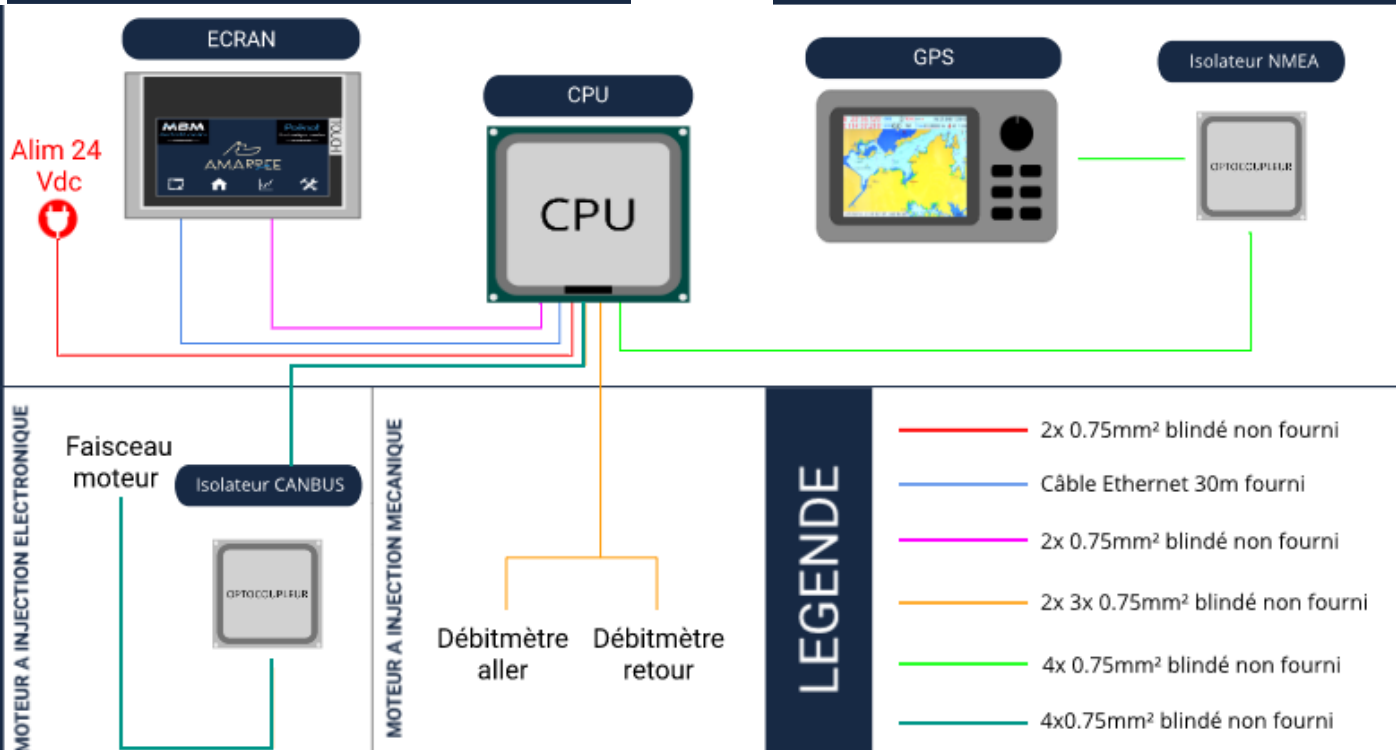 ECRAN
GPS
Isolateur NMEA
CPU
MBM
TOUCH
AMARREE
Alim 24
Vdc
CPU
OPTOCOUPLEUR
MOTEUR A INJECTION ELECTRONIQUE
Faisceau
moteur
Isolateur CANBUS
OPTOCOUPLEUR
MOTEUR A INJECTION MECANIQUE
Débitmètre
aller
Débitmètre
retour
LEGENDE
2x 0.75mm² blindé non fourni
Câble Ethernet 30m fourni
2x 0.75mm² blindé non fourni
2x 3x 0.75mm² blindé non fourni
4x 0.75mm² blindé non fourni
4x0.75mm² blindé non fourni